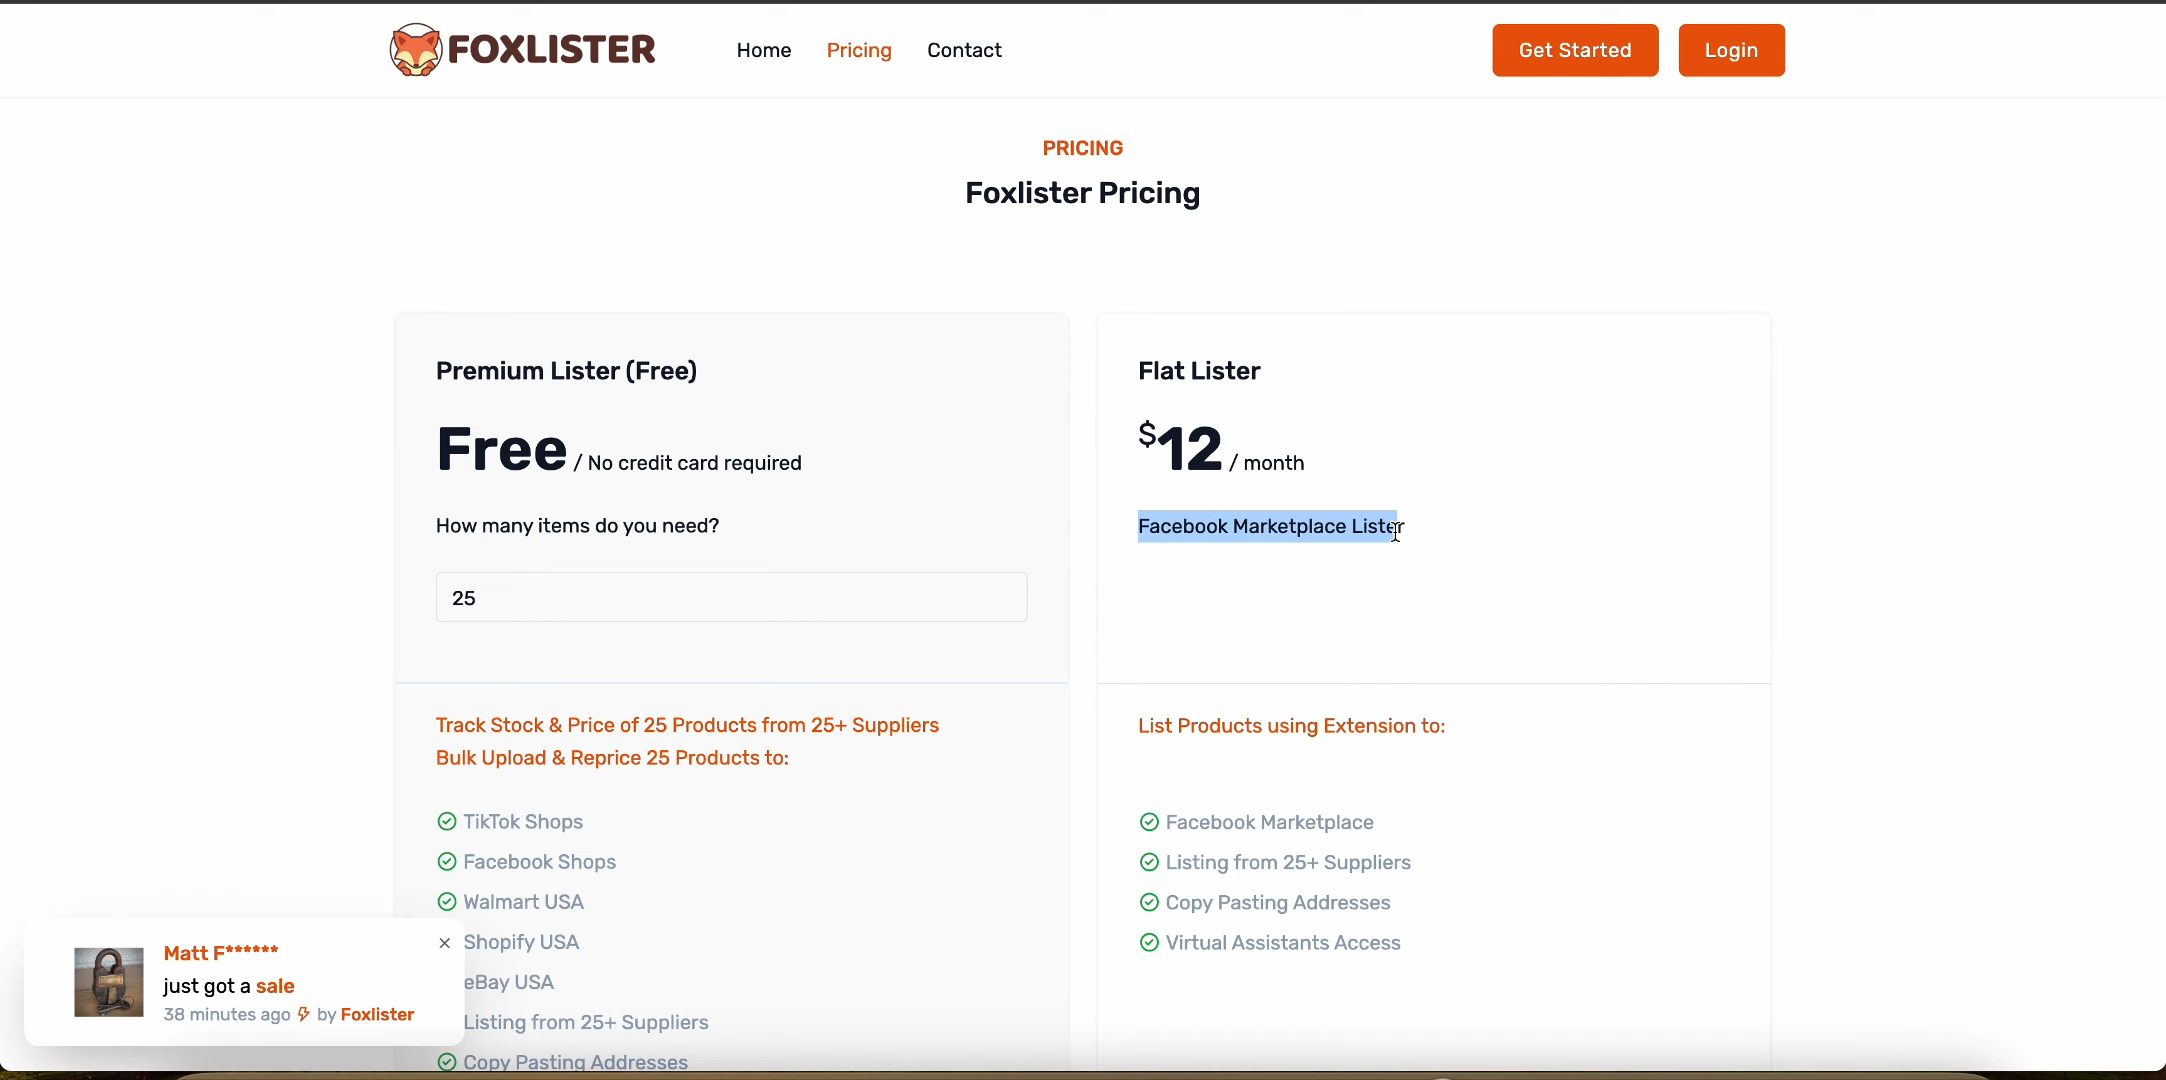 FOXLISTER
Home
Pricing
Contact
Get Started
Login
PRICING
Foxlister Pricing
Premium Lister (Free)
Free / No credit card required
How many items do you need?
25
Track Stock & Price of 25 Products from 25+ Suppliers
Bulk Upload & Reprice 25 Products to:
TikTok Shops
Facebook Shops
Walmart USA
Shopify USA
eBay USA
Listing from 25+ Suppliers
Copy Pasting Addresses
Flat Lister
$12 / month
Facebook Marketplace Lister
List Products using Extension to:
Facebook Marketplace
Listing from 25+ Suppliers
Copy Pasting Addresses
Virtual Assistants Access
Matt F******
just got a sale
38 minutes ago by Foxlister